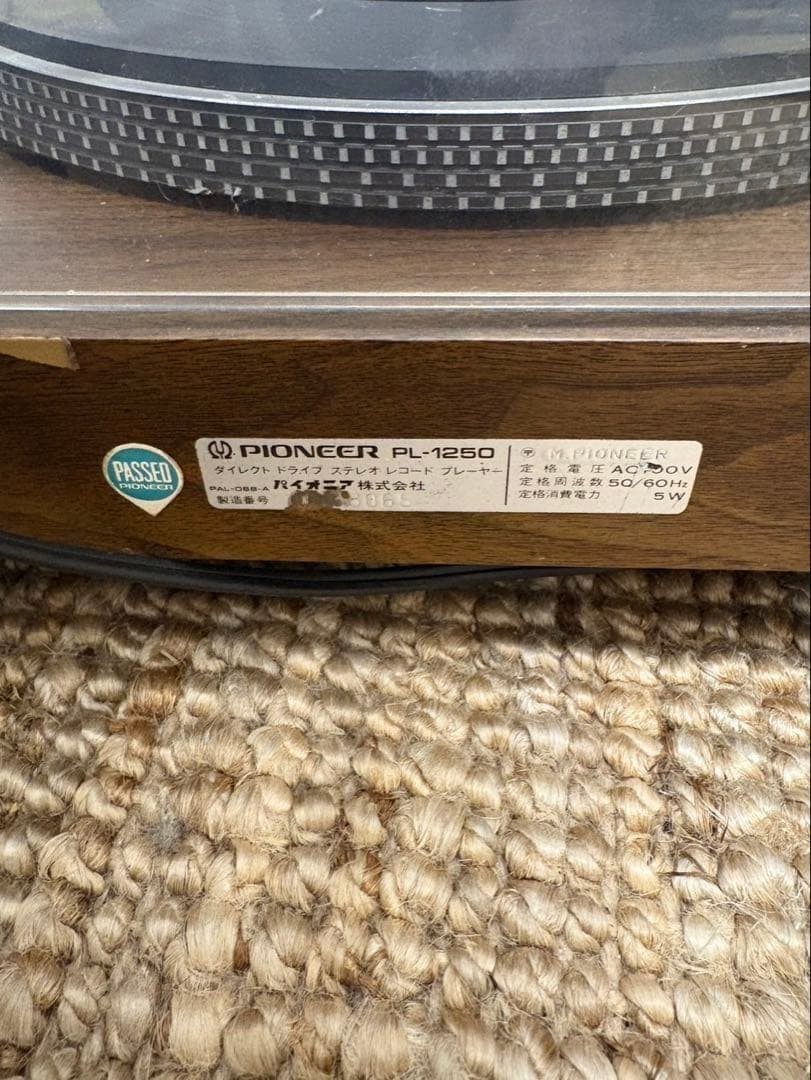 PASSED
PIONEER
PIONEER PL-1250
ダイレクト ドライブ ステレオ レコード プレーヤー
PAL-088-A パイオニア株式会社
製造番号
〒 M.PIONEER
定格電圧 AC 100V
定格周波数 50/60Hz
定格消費電力 5W